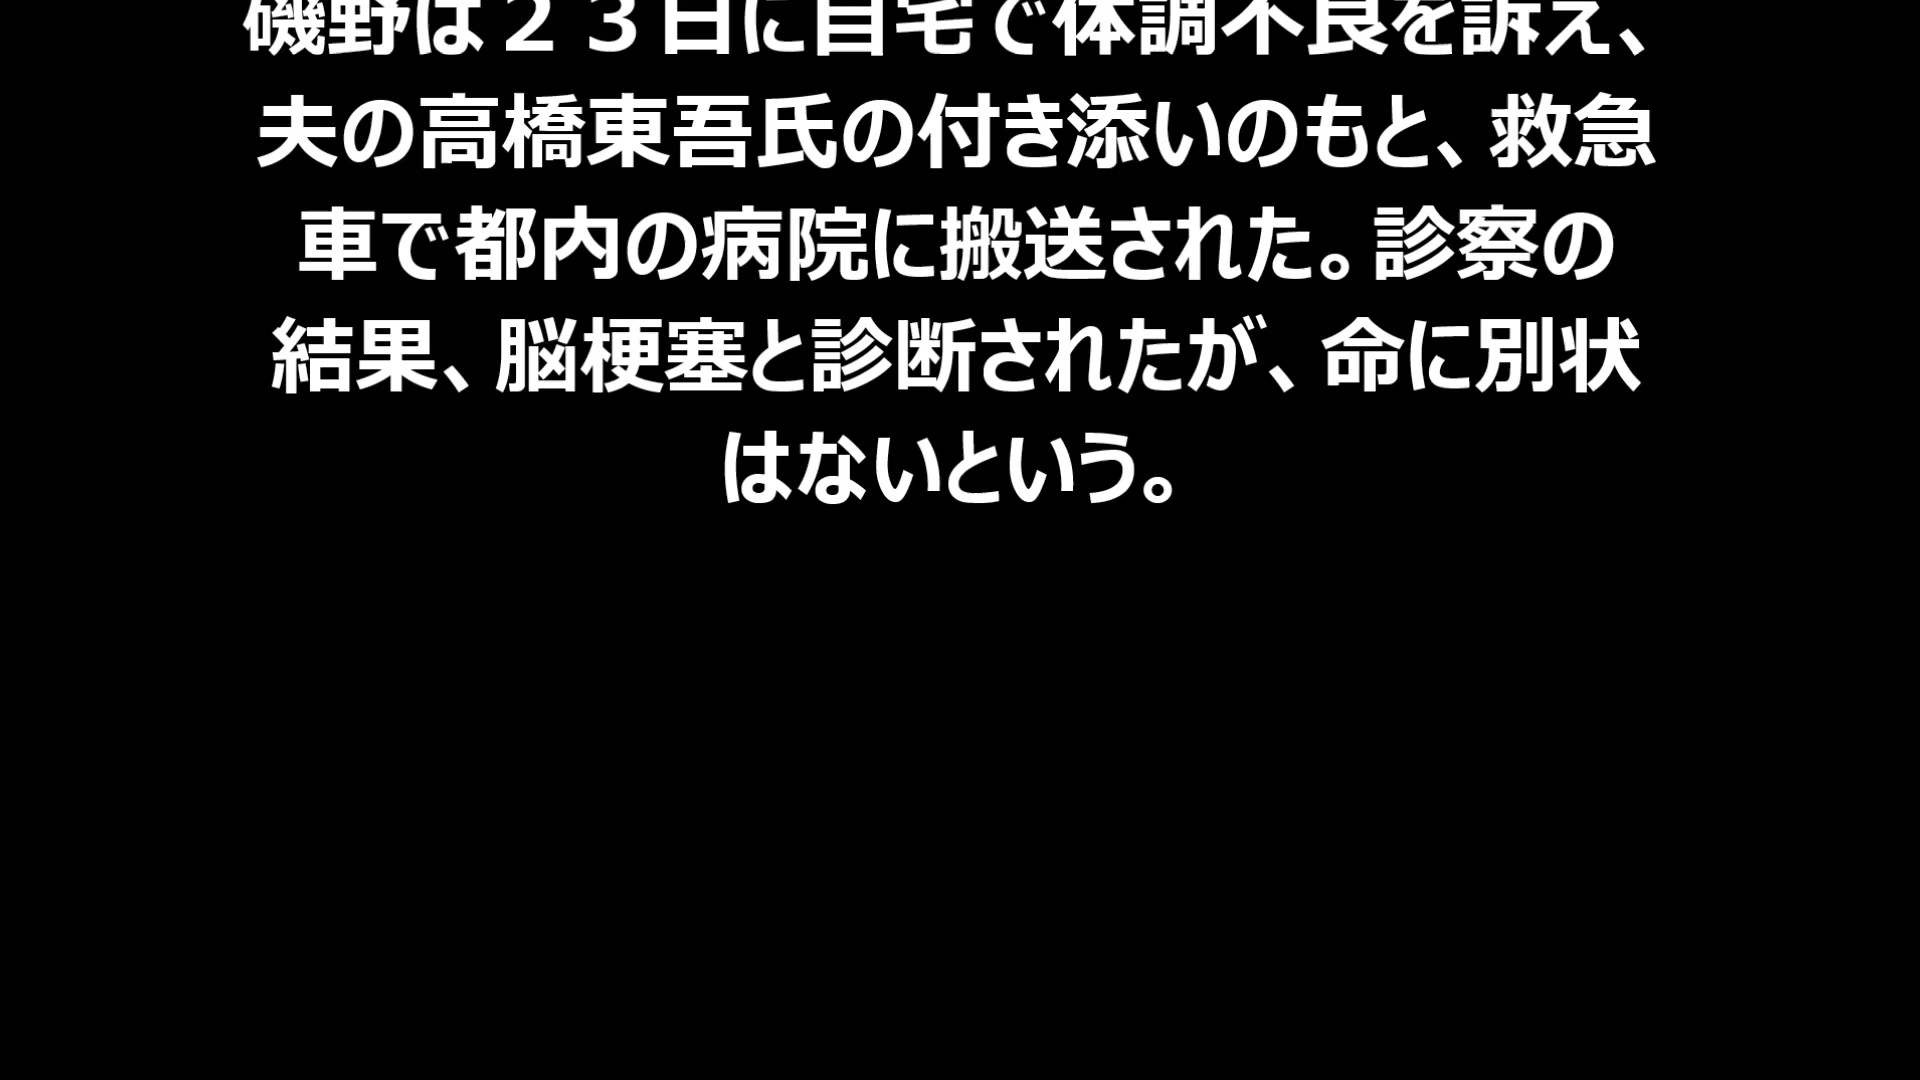 磯野は２３日に自宅で体調不良を訴え、
夫の高橋東吾氏の付き添いのもと、救急
車で都内の病院に搬送された。診察の
結果、脳梗塞と診断されたが、命に別状
はないという。